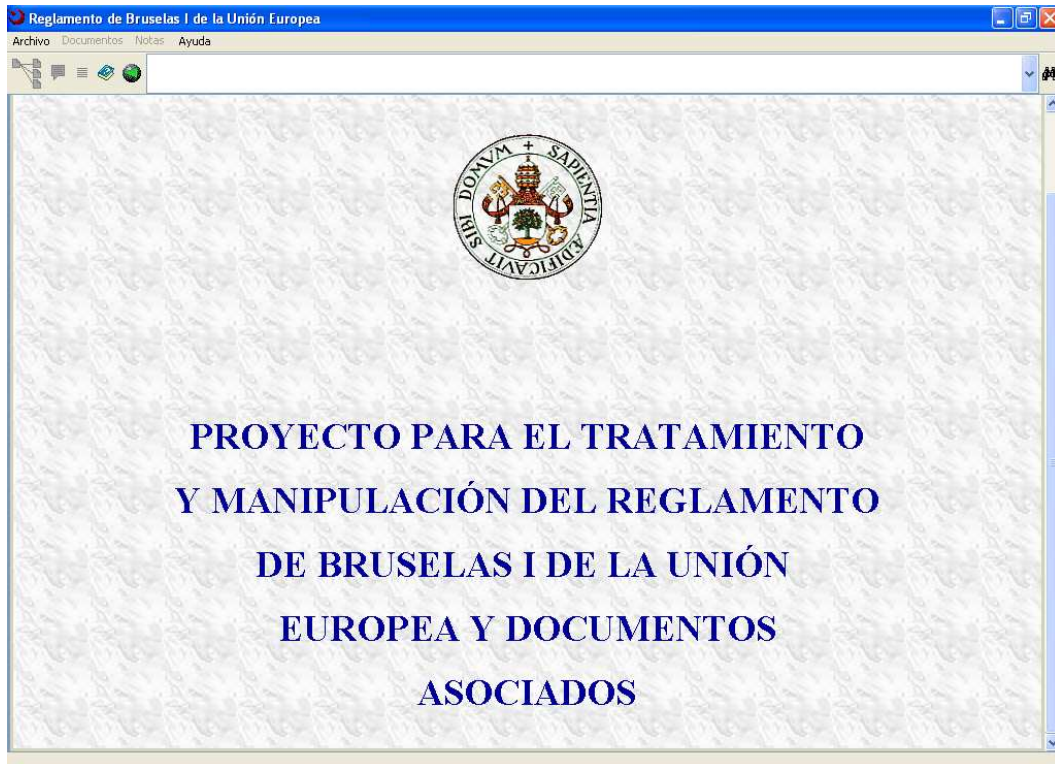 Reglamento de Bruselas I de la Unión Europea
Archivo Documentos Notas Ayuda
SIBI DOMVM + SAPIENTIA ÆDIFICAVIT
PROYECTO PARA EL TRATAMIENTO
Y MANIPULACIÓN DEL REGLAMENTO
DE BRUSELAS I DE LA UNIÓN
EUROPEA Y DOCUMENTOS
ASOCIADOS